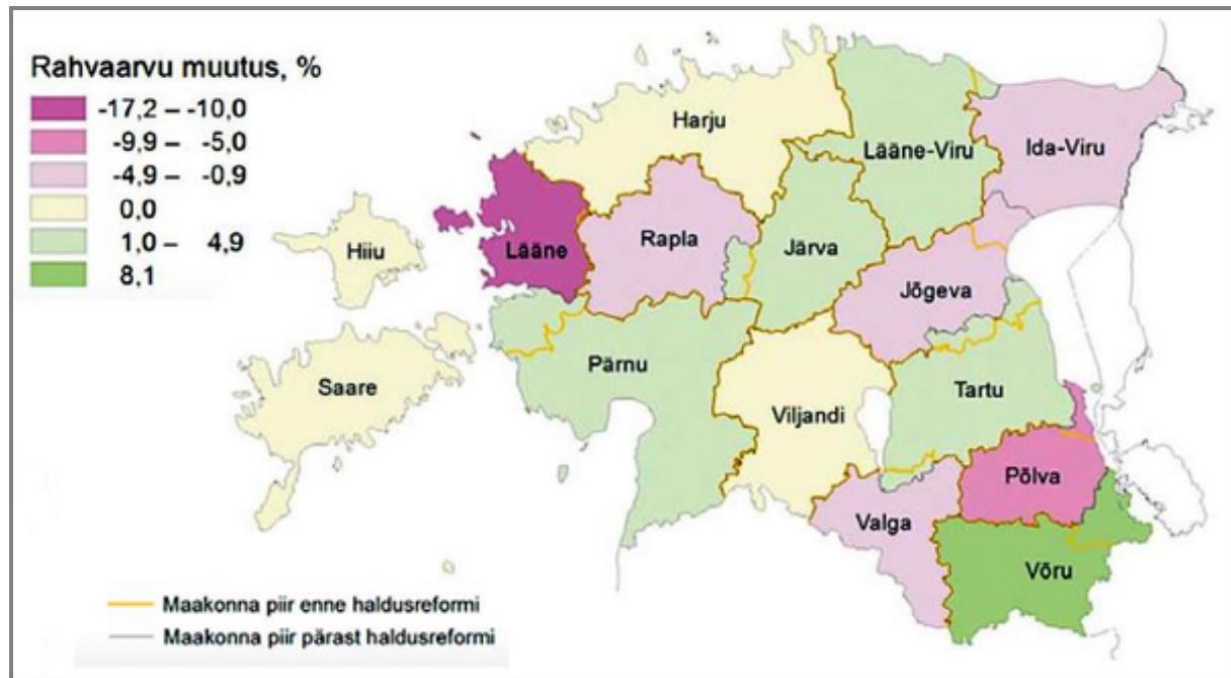 Rahvaarvu muutus, %
-17,2 – -10,0
-9,9 – -5,0
-4,9 – -0,9
0,0
1,0 – 4,9
8,1
Harju
Lääne-Viru
Ida-Viru
Hiiu
Lääne
Rapla
Järva
Jõgeva
Saare
Pärnu
Viljandi
Tartu
Põlva
Valga
Võru
Maakonna piir enne haldusreformi
Maakonna piir pärast haldusreformi